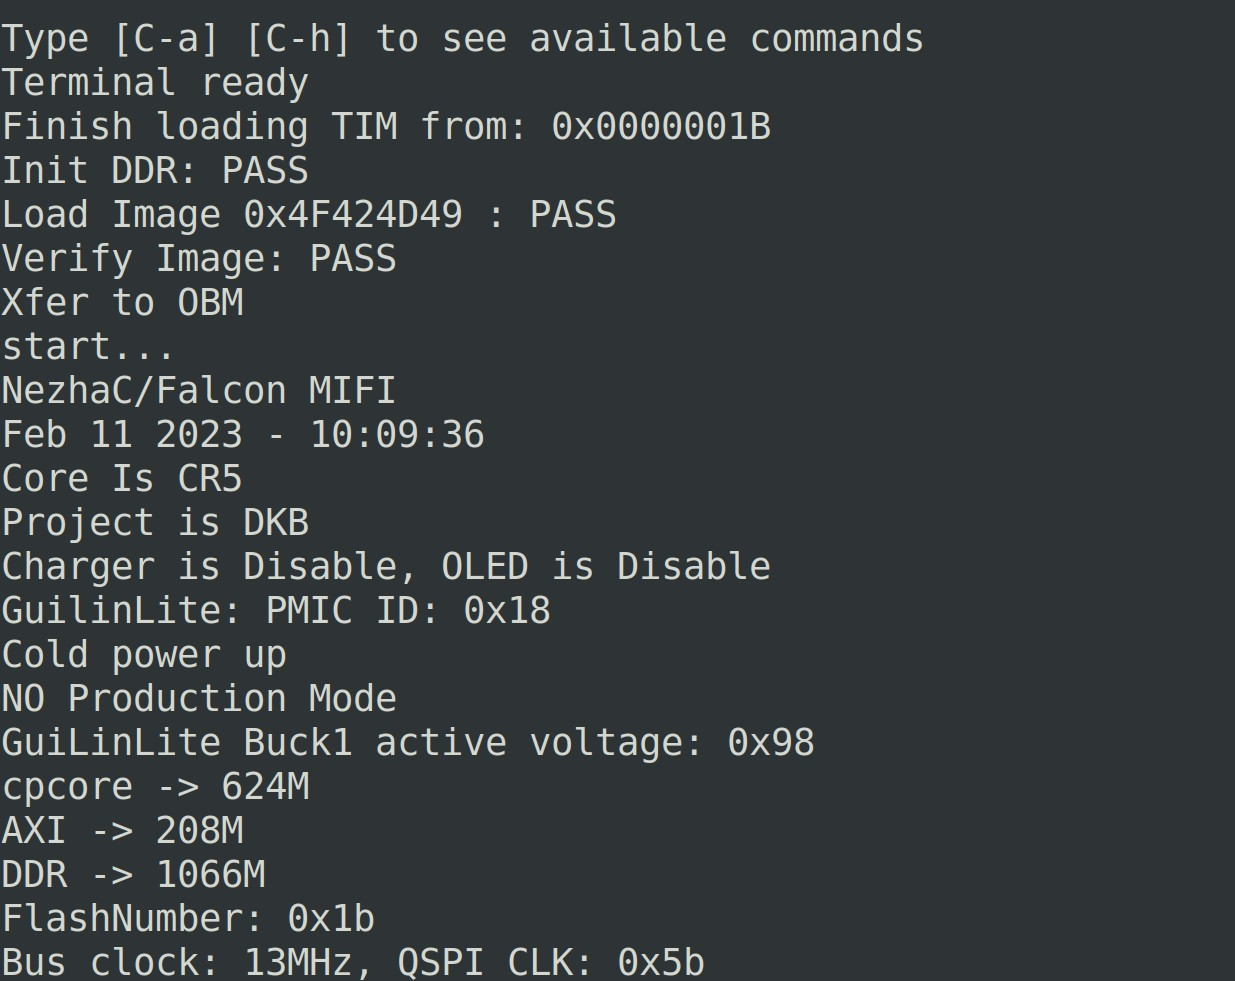 Type [C-a] [C-h] to see available commands
Terminal ready
Finish loading TIM from: 0x0000001B
Init DDR: PASS
Load Image 0x4F424D49 : PASS
Verify Image: PASS
Xfer to OBM
start...
NezhaC/Falcon MIFI
Feb 11 2023 - 10:09:36
Core Is CR5
Project is DKB
Charger is Disable, OLED is Disable
GuilinLite: PMIC ID: 0x18
Cold power up
NO Production Mode
GuiLinLite Buck1 active voltage: 0x98
cpcore -> 624M
AXI -> 208M
DDR -> 1066M
FlashNumber: 0x1b
Bus clock: 13MHz, QSPI CLK: 0x5b